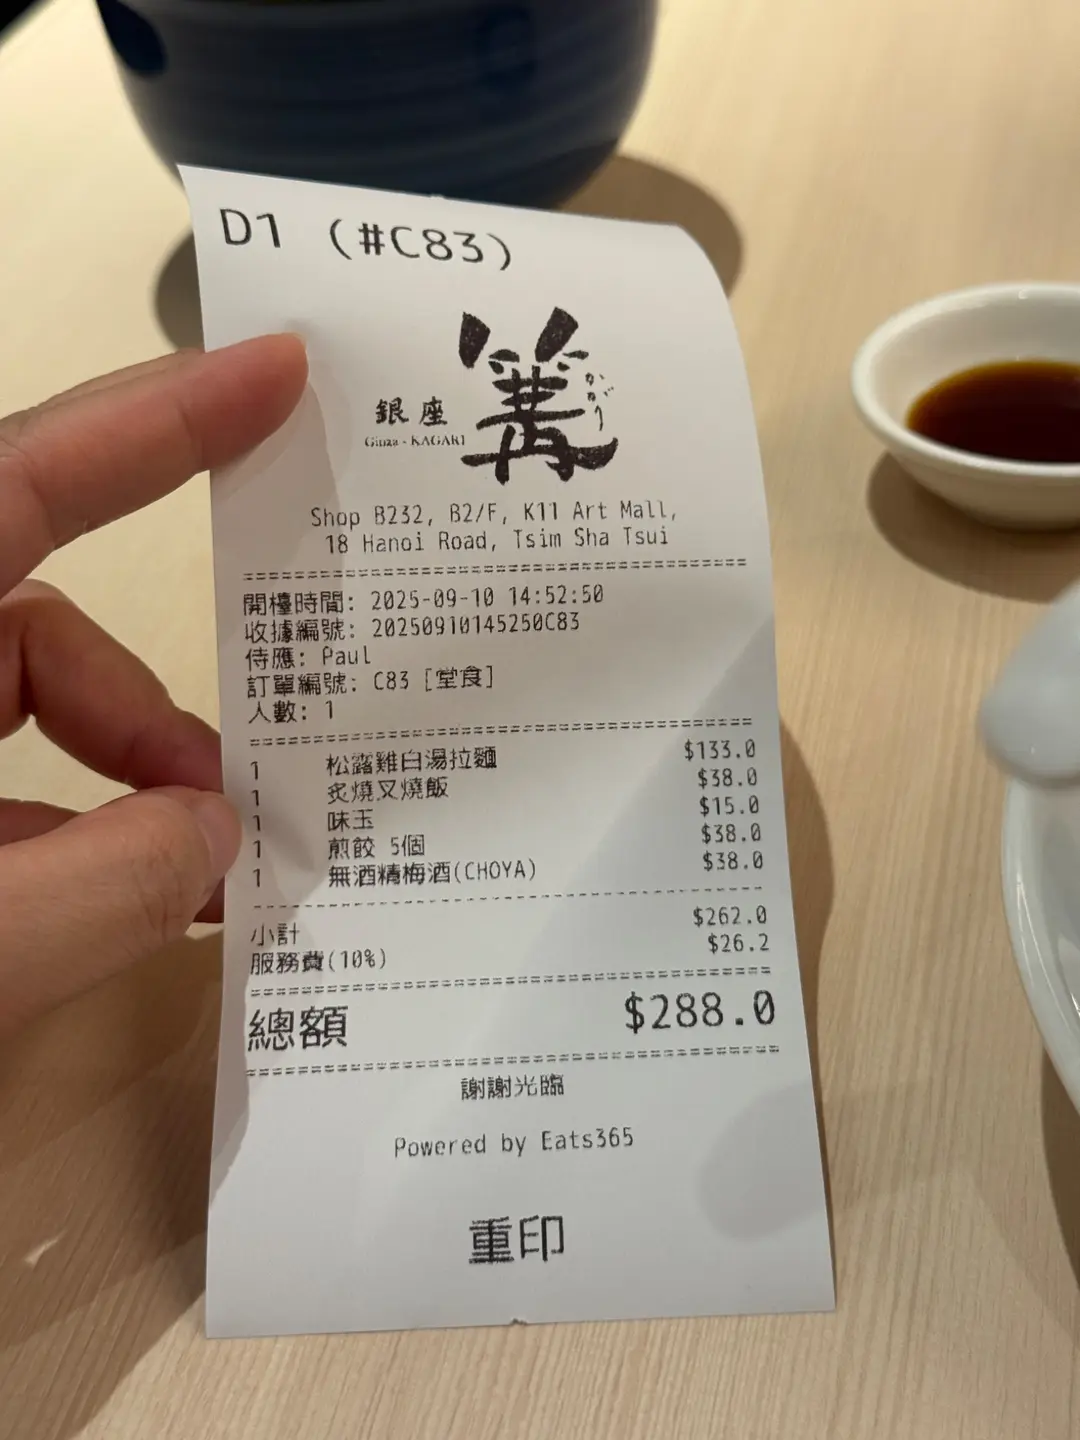 D1 (#C83)
篝
かがり
銀座
Ginza - KAGARI
Shop B232, B2/F, K11 Art Mall,
18 Hanoi Road, Tsim Sha Tsui
開檯時間: 2025-09-10 14:52:50
收據編號: 20250910145250C83
侍應: Paul
訂單編號: C83 [堂食]
人數: 1
1 松露雞白湯拉麵 $133.0
1 炙燒叉燒飯 $38.0
1 味玉 $15.0
1 煎餃 5個 $38.0
1 無酒精梅酒(CHOYA) $38.0
小計 $262.0
服務費(10%) $26.2
總額 $288.0
謝謝光臨
Powered by Eats365
重印